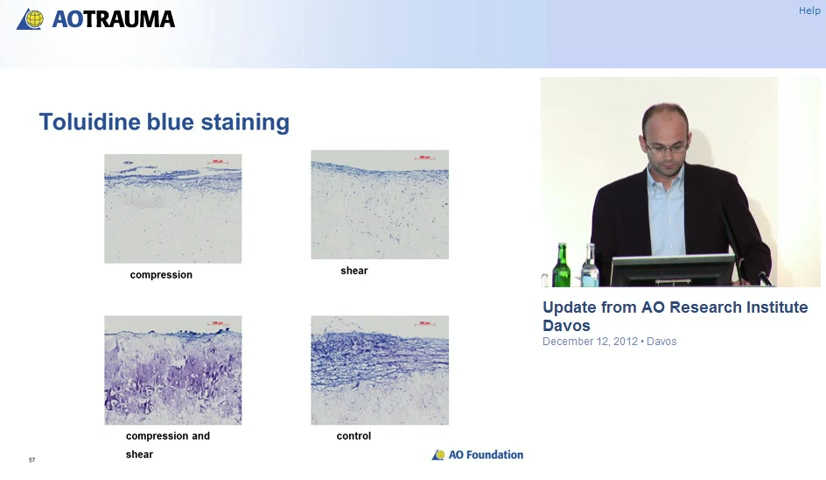 AOTRAUMA
Help
Toluidine blue staining
compression
shear
compression and
shear
control
57
AO Foundation
Update from AO Research Institute
Davos
December 12, 2012 • Davos